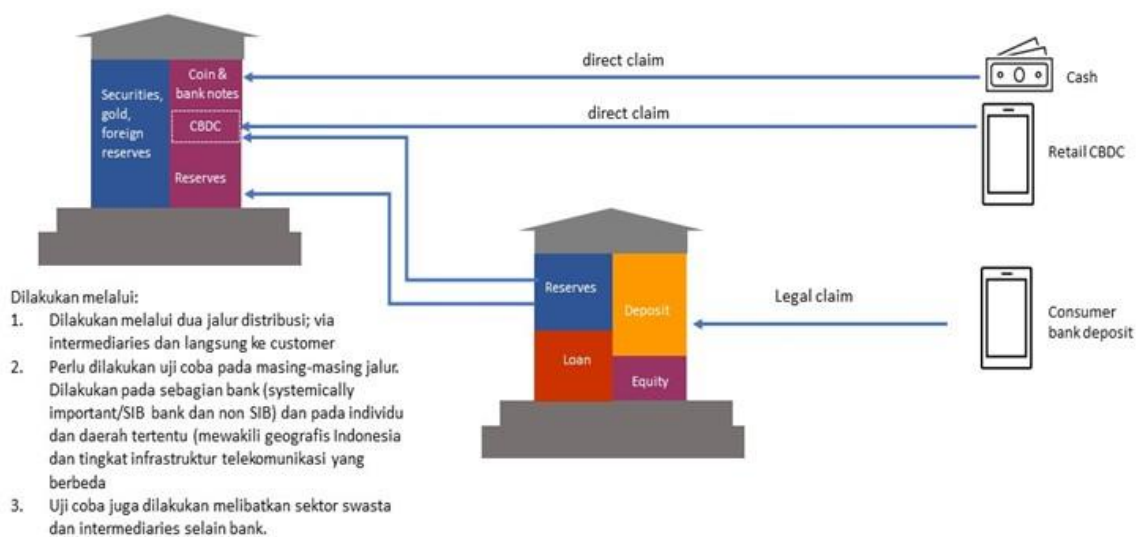 direct claim
Cash
Coin &
bank notes
Securities,
gold,
foreign
reserves
CBDC
Reserves
direct claim
Retail CBDC
Reserves
Deposit
Loan
Equity
Legal claim
Consumer
bank deposit
Dilakukan melalui:
1. Dilakukan melalui dua jalur distribusi; via
intermediaries dan langsung ke customer
2. Perlu dilakukan uji coba pada masing-masing jalur.
Dilakukan pada sebagian bank (systemically
important/SIB bank dan non SIB) dan pada individu
dan daerah tertentu (mewakili geografis Indonesia
dan tingkat infrastruktur telekomunikasi yang
berbeda
3. Uji coba juga dilakukan melibatkan sektor swasta
dan intermediaries selain bank.